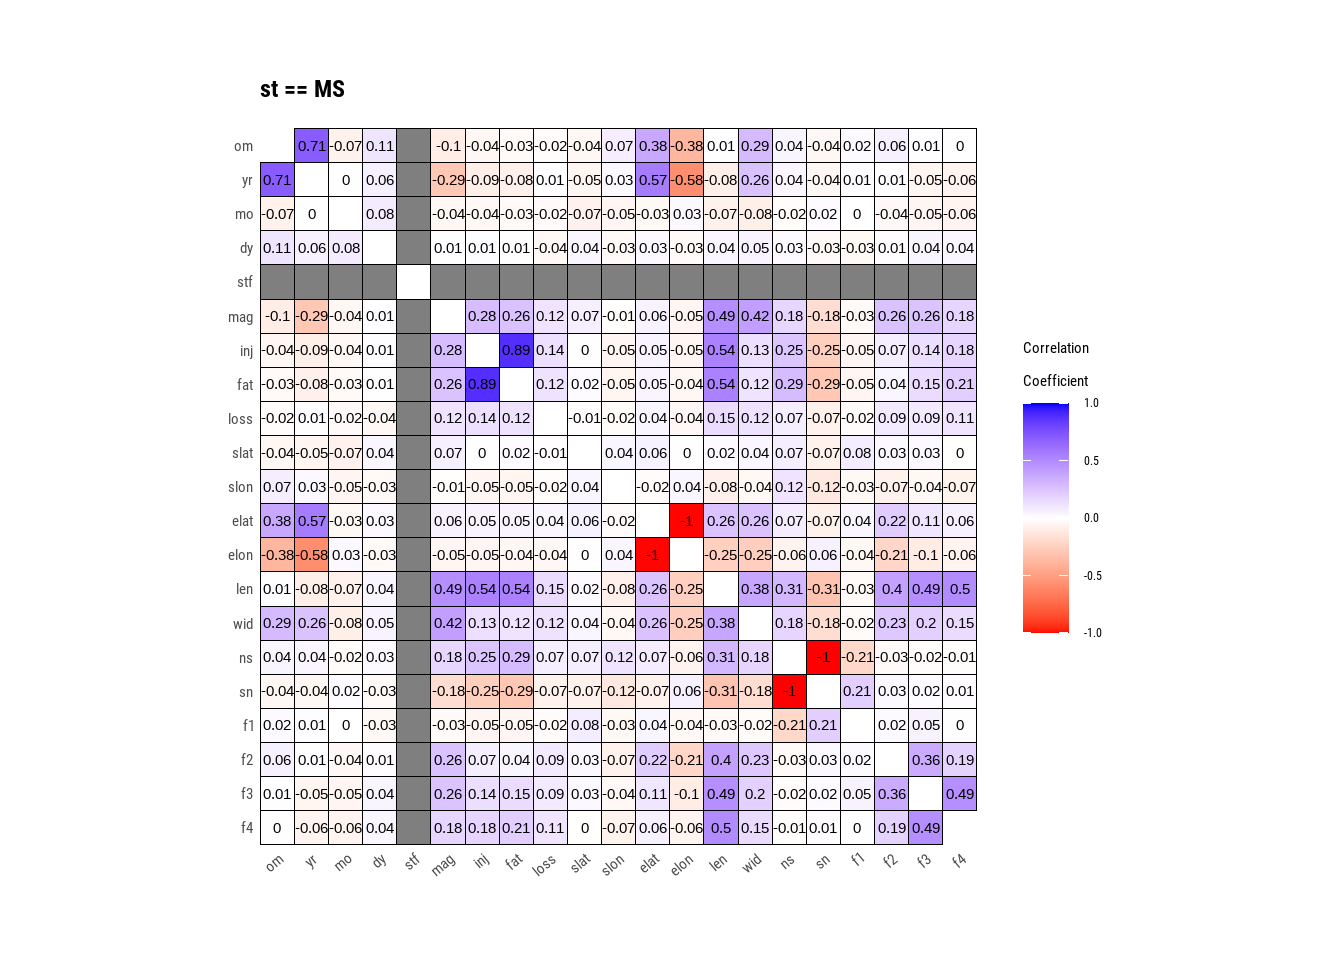 st == MS
om 0.71 -0.07 0.11 -0.1 -0.04 -0.03 -0.02 -0.04 0.07 0.38 -0.38 0.01 0.29 0.04 -0.04 0.02 0.06 0.01 0
yr 0.71 0 0.06 -0.29 -0.09 -0.08 0.01 -0.05 0.03 0.57 -0.58 -0.08 0.26 0.04 -0.04 0.01 0.01 -0.05 -0.06
mo -0.07 0 0.08 -0.04 -0.04 -0.03 -0.02 -0.07 -0.05 -0.03 0.03 -0.07 -0.08 -0.02 0.02 0 -0.04 -0.05 -0.06
dy 0.11 0.06 0.08 0.01 0.01 0.01 -0.04 0.04 -0.03 0.03 -0.03 0.04 0.05 0.03 -0.03 -0.03 0.01 0.04 0.04
stf
mag -0.1 -0.29 -0.04 0.01 0.28 0.26 0.12 0.07 -0.01 0.06 -0.05 0.49 0.42 0.18 -0.18 -0.03 0.26 0.26 0.18
inj -0.04 -0.09 -0.04 0.01 0.28 0.89 0.14 0 -0.05 0.05 -0.05 0.54 0.13 0.25 -0.25 -0.05 0.07 0.14 0.18
fat -0.03 -0.08 -0.03 0.01 0.26 0.89 0.12 0.02 -0.05 0.05 -0.04 0.54 0.12 0.29 -0.29 -0.05 0.04 0.15 0.21
loss -0.02 0.01 -0.02 -0.04 0.12 0.14 0.12 -0.01 -0.02 0.04 -0.04 0.15 0.12 0.07 -0.07 -0.02 0.09 0.09 0.11
slat -0.04 -0.05 -0.07 0.04 0.07 0 0.02 -0.01 0.04 0.06 0 0.02 0.04 0.07 -0.07 0.08 0.03 0.03 0
slon 0.07 0.03 -0.05 -0.03 -0.01 -0.05 -0.05 -0.02 0.04 -0.02 0.04 -0.08 -0.04 0.12 -0.12 -0.03 -0.07 -0.04 -0.07
elat 0.38 0.57 -0.03 0.03 0.06 0.05 0.05 0.04 0.06 -0.02 -1 0.26 0.26 0.07 -0.07 0.04 0.22 0.11 0.06
elon -0.38 -0.58 0.03 -0.03 -0.05 -0.05 -0.04 -0.04 0 0.04 -1 -0.25 -0.25 -0.06 0.06 -0.04 -0.21 -0.1 -0.06
len 0.01 -0.08 -0.07 0.04 0.49 0.54 0.54 0.15 0.02 -0.08 0.26 -0.25 0.38 0.31 -0.31 -0.03 0.4 0.49 0.5
wid 0.29 0.26 -0.08 0.05 0.42 0.13 0.12 0.12 0.04 -0.04 0.26 -0.25 0.38 0.18 -0.18 -0.02 0.23 0.2 0.15
ns 0.04 0.04 -0.02 0.03 0.18 0.25 0.29 0.07 0.07 0.12 0.07 -0.06 0.31 0.18 -1 -0.21 -0.03 -0.02 -0.01
sn -0.04 -0.04 0.02 -0.03 -0.18 -0.25 -0.29 -0.07 -0.07 -0.12 -0.07 0.06 -0.31 -0.18 -1 0.21 0.03 0.02 0.01
f1 0.02 0.01 0 -0.03 -0.03 -0.05 -0.05 -0.02 0.08 -0.03 0.04 -0.04 -0.03 -0.02 -0.21 0.21 0.02 0.05 0
f2 0.06 0.01 -0.04 0.01 0.26 0.07 0.04 0.09 0.03 -0.07 0.22 -0.21 0.4 0.23 -0.03 0.03 0.02 0.36 0.19
f3 0.01 -0.05 -0.05 0.04 0.26 0.14 0.15 0.09 0.03 -0.04 0.11 -0.1 0.49 0.2 -0.02 0.02 0.05 0.36 0.49
f4 0 -0.06 -0.06 0.04 0.18 0.18 0.21 0.11 0 -0.07 0.06 -0.06 0.5 0.15 -0.01 0.01 0 0.19 0.49
om yr mo dy stf mag inj fat loss slat slon elat elon len wid ns sn f1 f2 f3 f4
Correlation
Coefficient
1.0
0.5
0.0
-0.5
-1.0